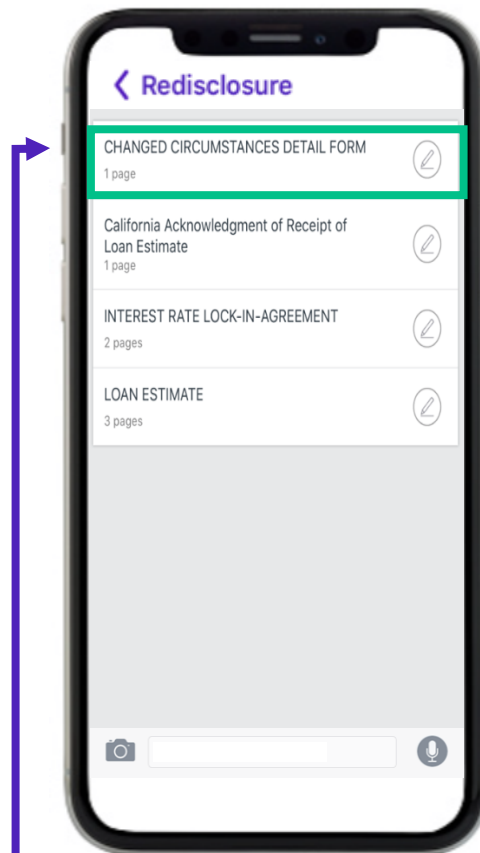 Redisclosure
CHANGED CIRCUMSTANCES DETAIL FORM
1 page
California Acknowledgment of Receipt of
Loan Estimate
1 page
INTEREST RATE LOCK-IN-AGREEMENT
2 pages
LOAN ESTIMATE
3 pages